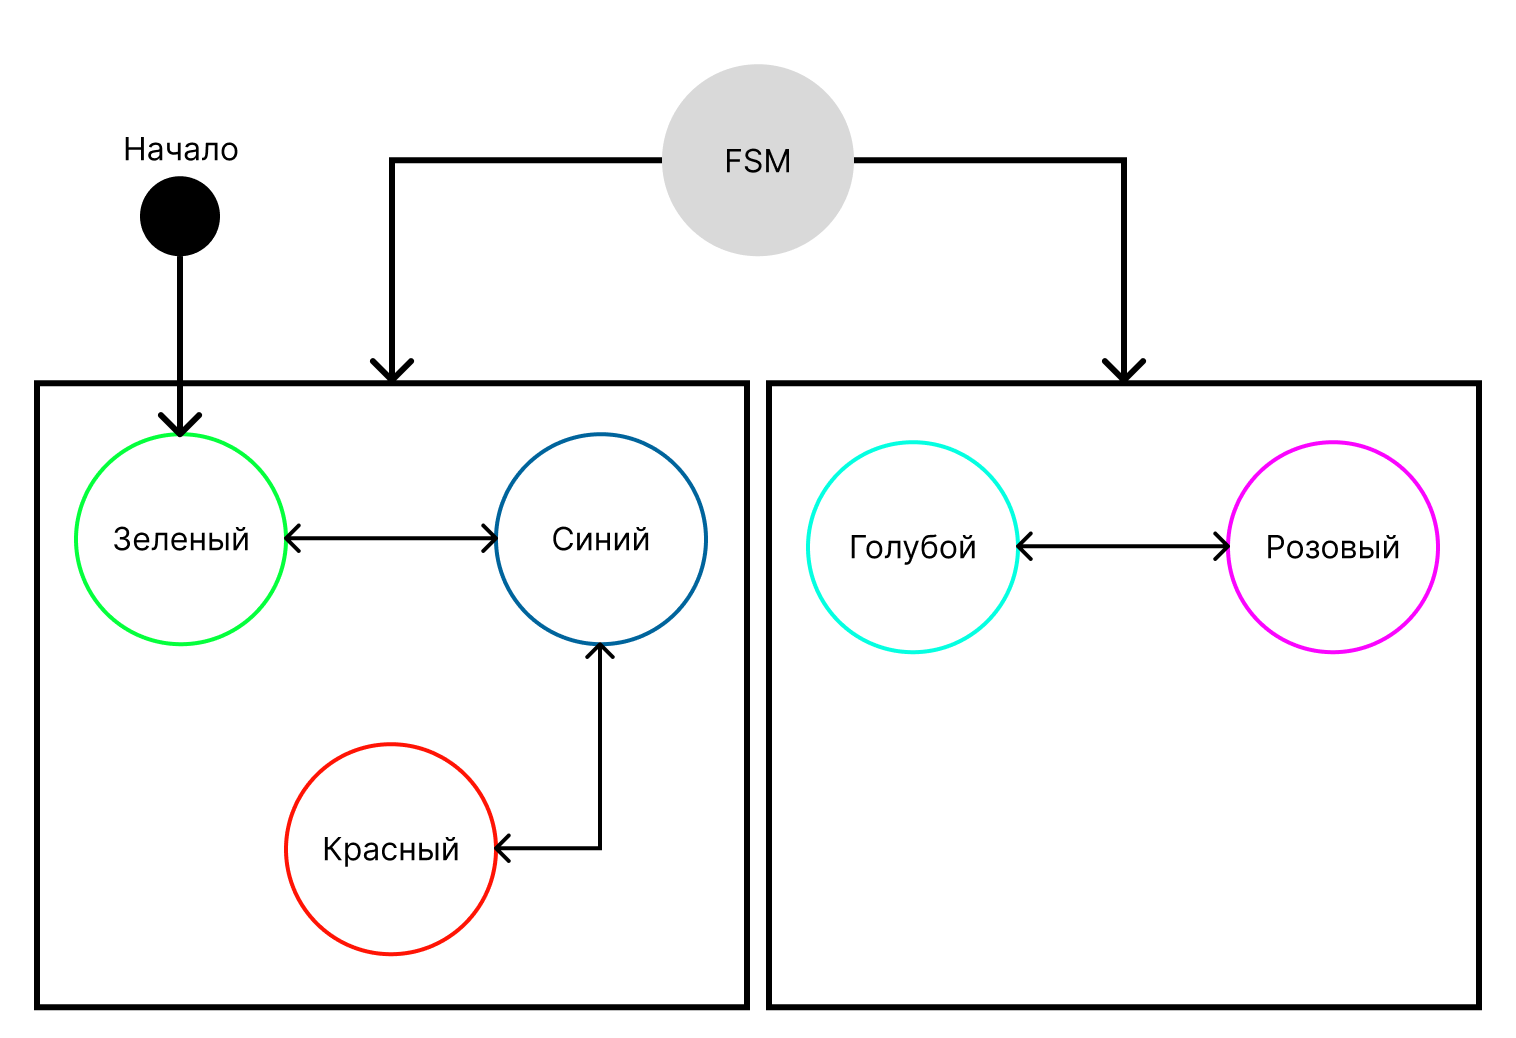 Начало
FSM
Зеленый
Синий
Голубой
Розовый
Красный